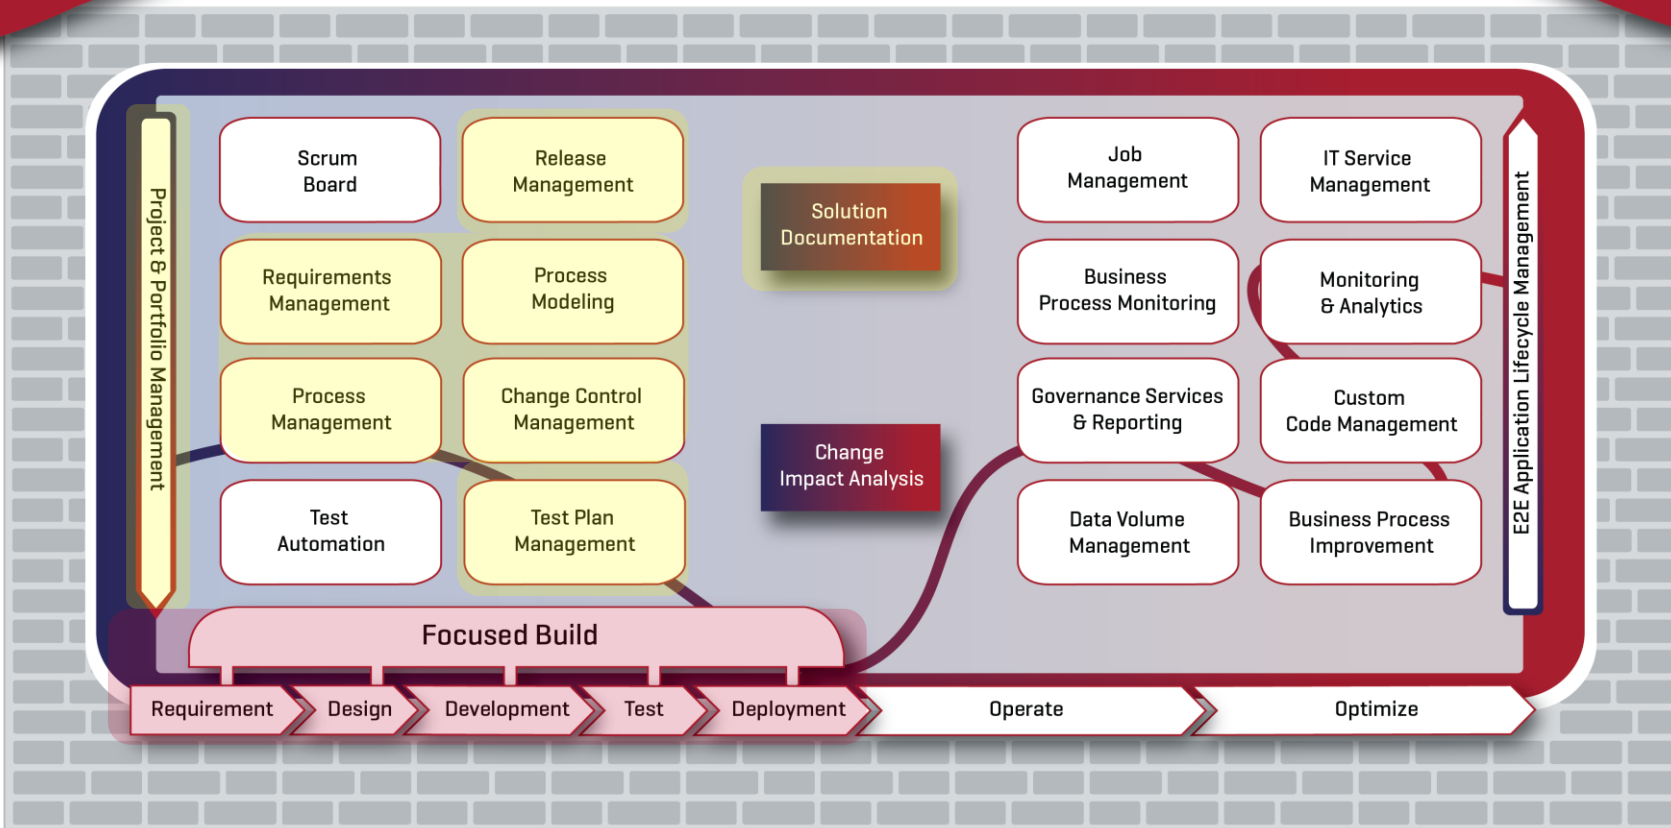 Project & Portfolio Management
Scrum
Board
Release
Management
Requirements
Management
Process
Modeling
Process
Management
Change Control
Management
Test
Automation
Test Plan
Management
Solution
Documentation
Change
Impact Analysis
Job
Management
IT Service
Management
Business
Process Monitoring
Monitoring
& Analytics
Governance Services
& Reporting
Custom
Code Management
Data Volume
Management
Business Process
Improvement
E2E Application Lifecycle Management
Focused Build
Requirement
Design
Development
Test
Deployment
Operate
Optimize